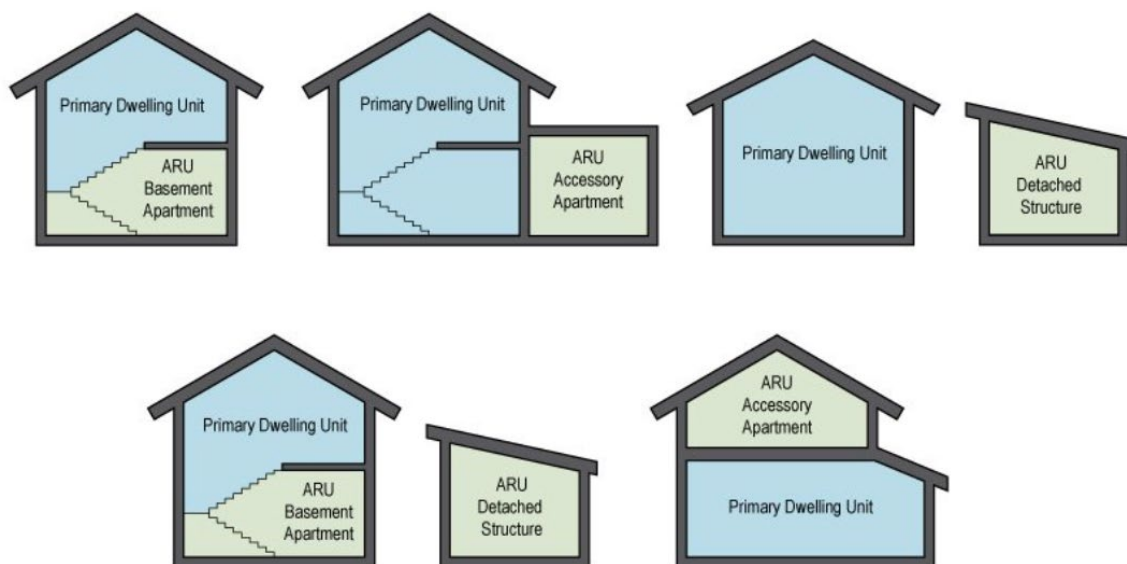 Primary Dwelling Unit
ARU
Basement
Apartment
Primary Dwelling Unit
ARU
Accessory
Apartment
Primary Dwelling Unit
ARU
Detached
Structure
Primary Dwelling Unit
ARU
Basement
Apartment
ARU
Detached
Structure
ARU
Accessory
Apartment
Primary Dwelling Unit